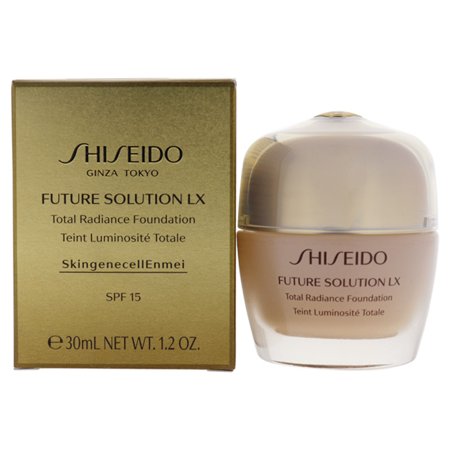 SHISEIDO
GINZA TOKYO
FUTURE SOLUTION LX
Total Radiance Foundation
Teint Luminosité Totale
SkingenecellEnmei
SPF 15
℮30mL NET WT. 1.2 OZ.
SHISEIDO
FUTURE SOLUTION LX
Total Radiance Foundation
Teint Luminosité Totale